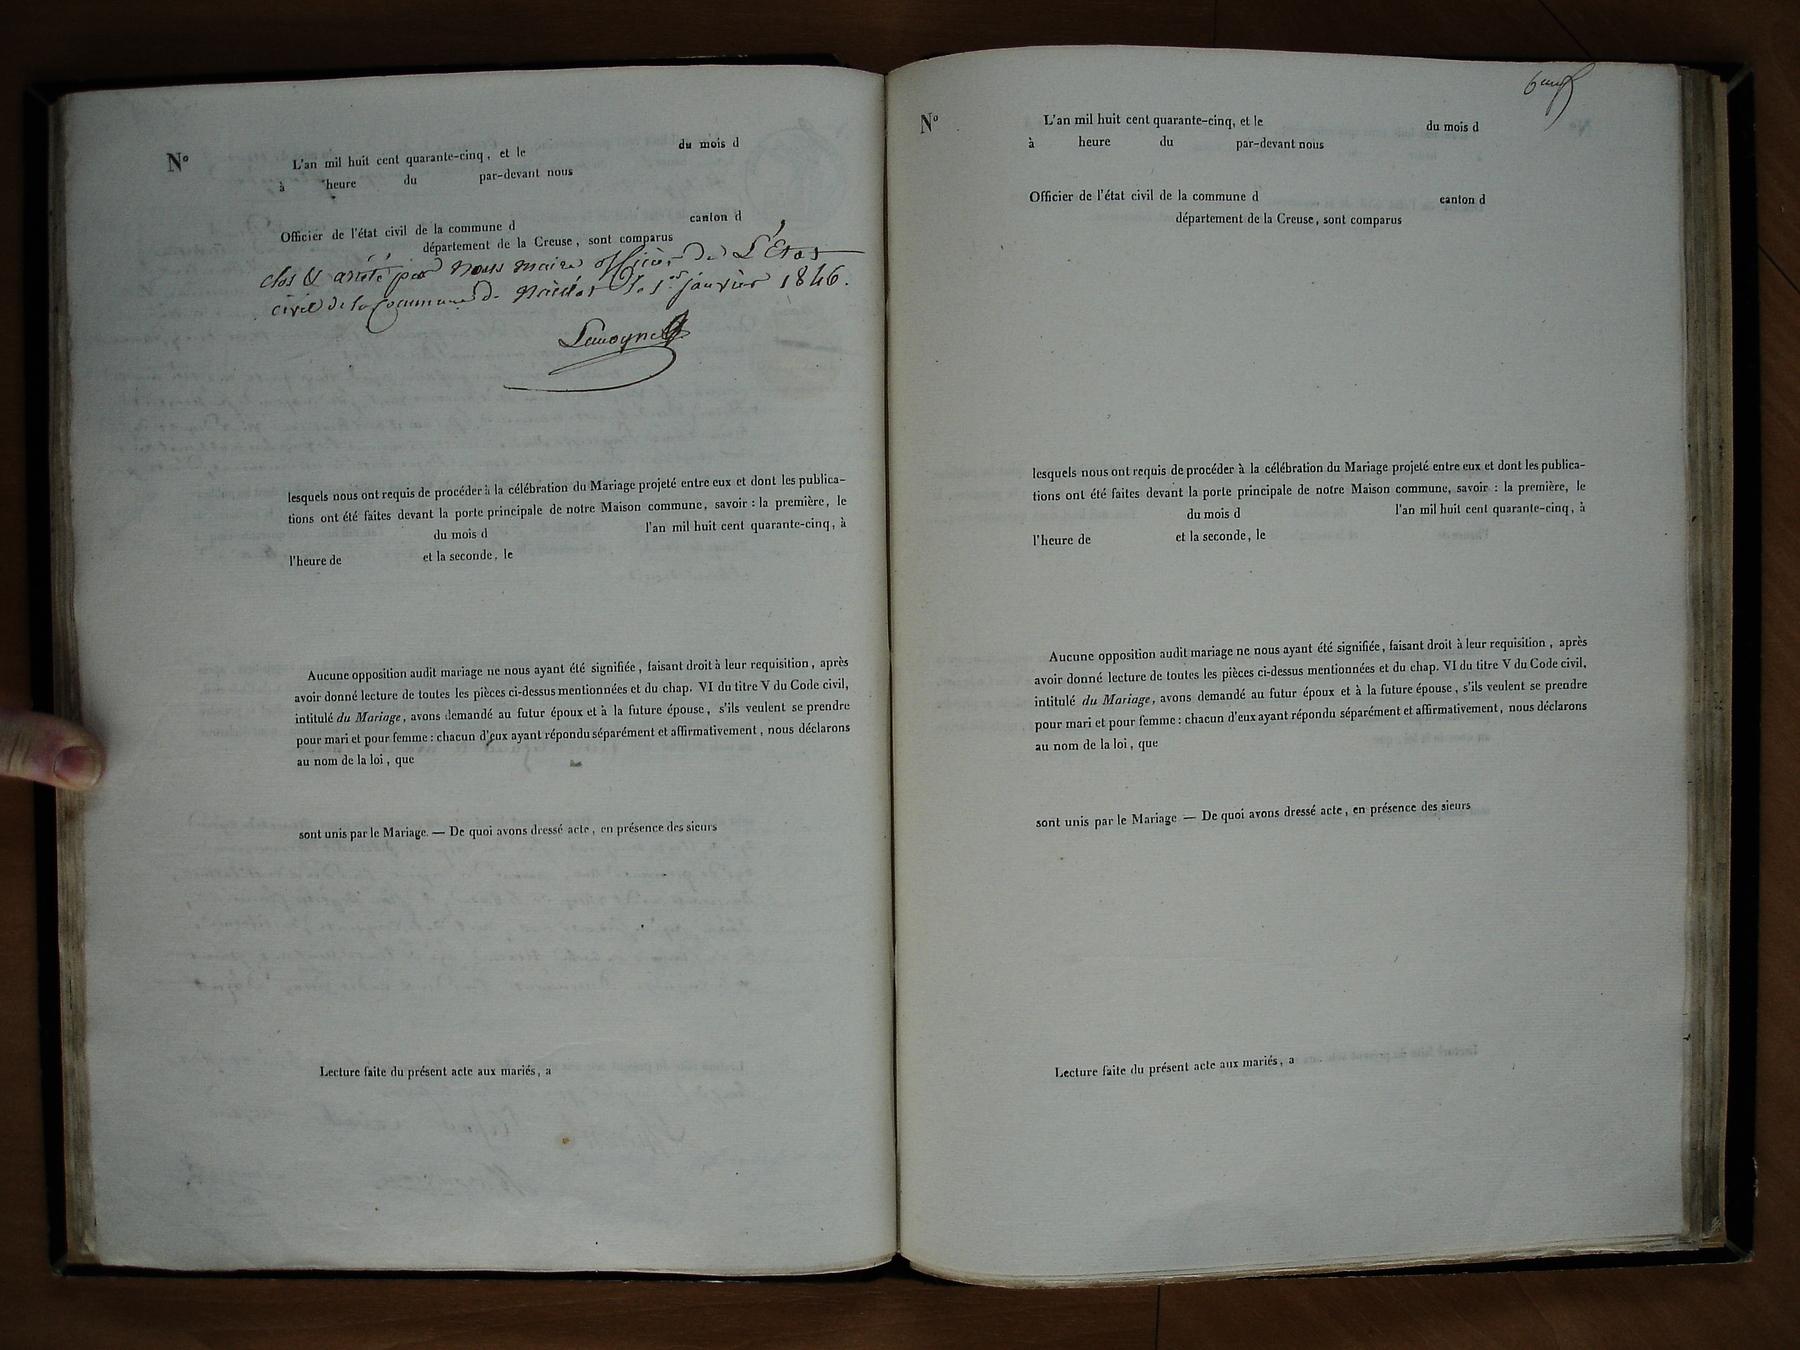 Nº
L'an mil huit cent quarante-cinq, et le du mois d
à heure du par-devant nous
Officier de l'état civil de la commune d canton d
département de la Creuse, sont comparus
clos & arrêté par nous maire officier de L'État
civil de la Commune de le 1er janvier 1846.
lesquels nous ont requis de procéder à la célébration du Mariage projeté entre eux et dont les publica-
tions ont été faites devant la porte principale de notre Maison commune, savoir : la première, le
du mois d l'an mil huit cent quarante-cinq, à
l'heure de et la seconde, le
Aucune opposition audit mariage ne nous ayant été signifiée, faisant droit à leur requisition, après
avoir donné lecture de toutes les pièces ci-dessus mentionnées et du chap. VI du titre V du Code civil,
intitulé du Mariage, avons demandé au futur époux et à la future épouse, s'ils veulent se prendre
pour mari et pour femme : chacun d'eux ayant répondu séparément et affirmativement, nous déclarons
au nom de la loi, que
sont unis par le Mariage. — De quoi avons dressé acte, en présence des sieurs
Lecture faite du présent acte aux mariés, a
Nº
L'an mil huit cent quarante-cinq, et le du mois d
à heure du par-devant nous
Officier de l'état civil de la commune d canton d
département de la Creuse, sont comparus
lesquels nous ont requis de procéder à la célébration du Mariage projeté entre eux et dont les publica-
tions ont été faites devant la porte principale de notre Maison commune, savoir : la première, le
du mois d l'an mil huit cent quarante-cinq, à
l'heure de et la seconde, le
Aucune opposition audit mariage ne nous ayant été signifiée, faisant droit à leur requisition, après
avoir donné lecture de toutes les pièces ci-dessus mentionnées et du chap. VI du titre V du Code civil,
intitulé du Mariage, avons demandé au futur époux et à la future épouse, s'ils veulent se prendre
pour mari et pour femme : chacun d'eux ayant répondu séparément et affirmativement, nous déclarons
au nom de la loi, que
sont unis par le Mariage — De quoi avons dressé acte, en présence des sieurs
Lecture faite du présent acte aux mariés, a